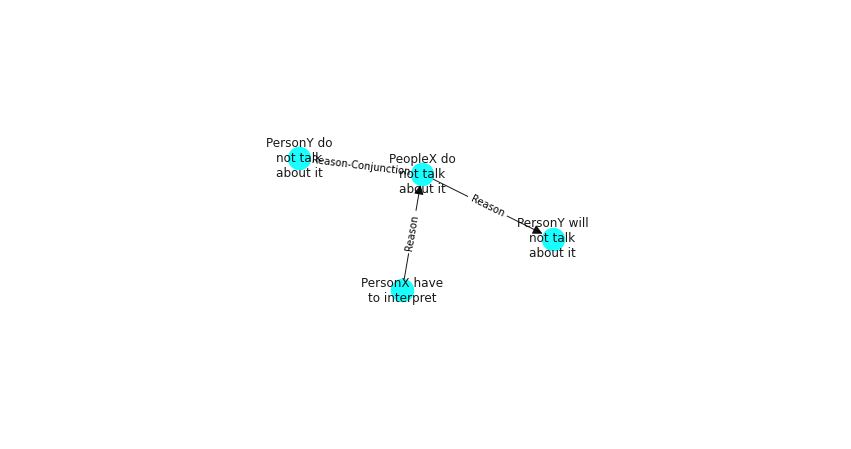 PersonY do
not talk
about it
Reason-Conjunction
PeopleX do
not talk
about it
Reason
PersonY will
not talk
about it
Reason
PersonX have
to interpret